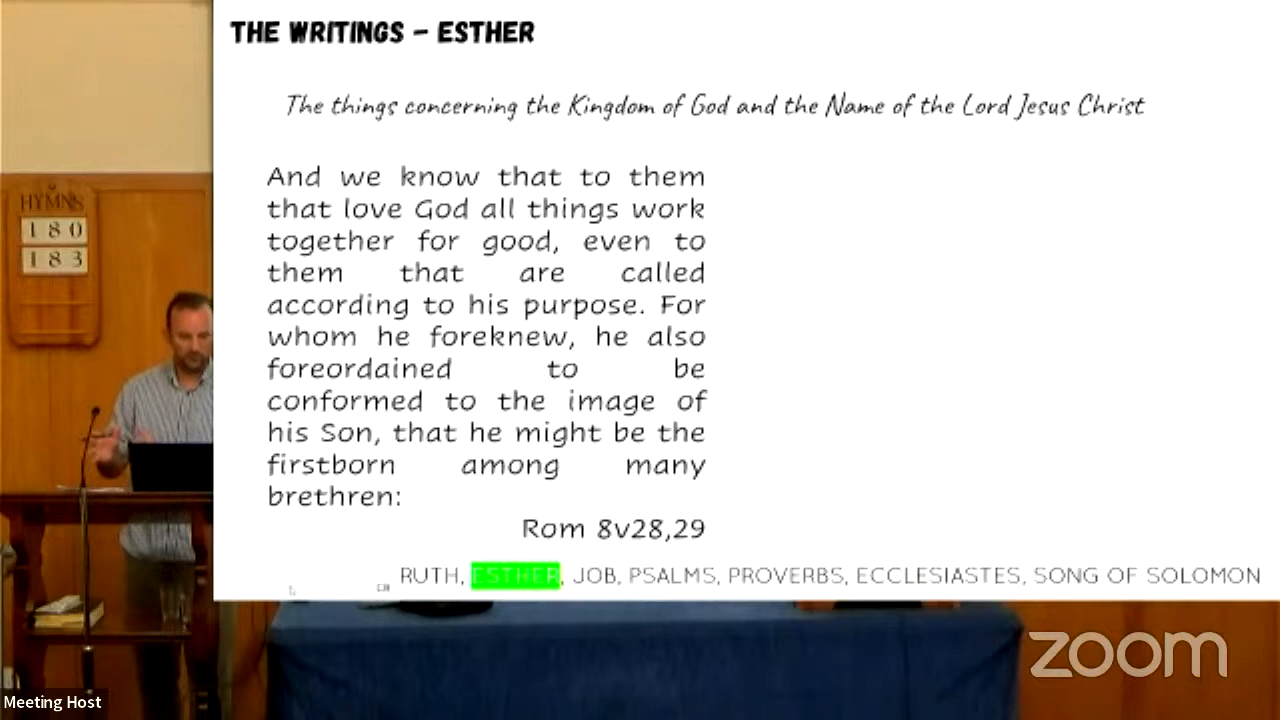 THE WRITINGS – ESTHER
The things concerning the Kingdom of God and the Name of the Lord Jesus Christ
HYMNS
180
183
And we know that to them
that love God all things work
together for good, even to
them that are called
according to his purpose. For
whom he foreknew, he also
foreordained to be
conformed to the image of
his Son, that he might be the
firstborn among many
brethren:
Rom 8v28,29
RUTH, ESTHER, JOB, PSALMS, PROVERBS, ECCLESIASTES, SONG OF SOLOMON
zoom
Meeting Host